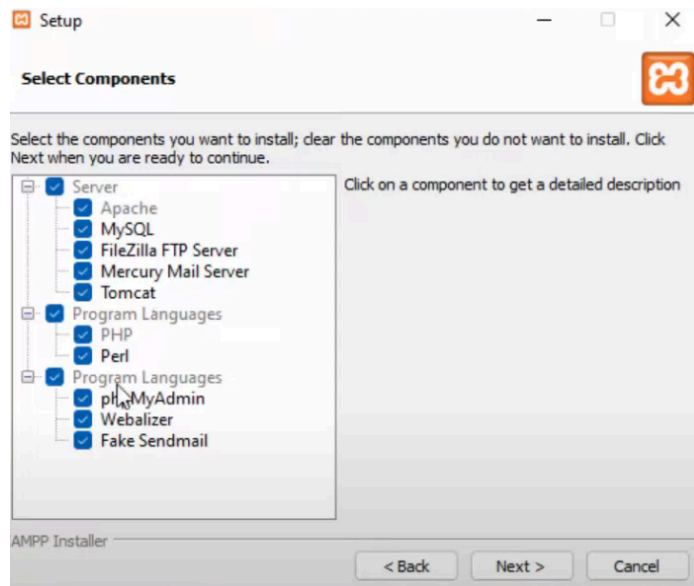 Setup
Select Components
Select the components you want to install; clear the components you do not want to install. Click
Next when you are ready to continue.
Server
Apache
MySQL
FileZilla FTP Server
Mercury Mail Server
Tomcat
Program Languages
PHP
Perl
Program Languages
phpMyAdmin
Webalizer
Fake Sendmail
Click on a component to get a detailed description
AMPP Installer
< Back
Next >
Cancel